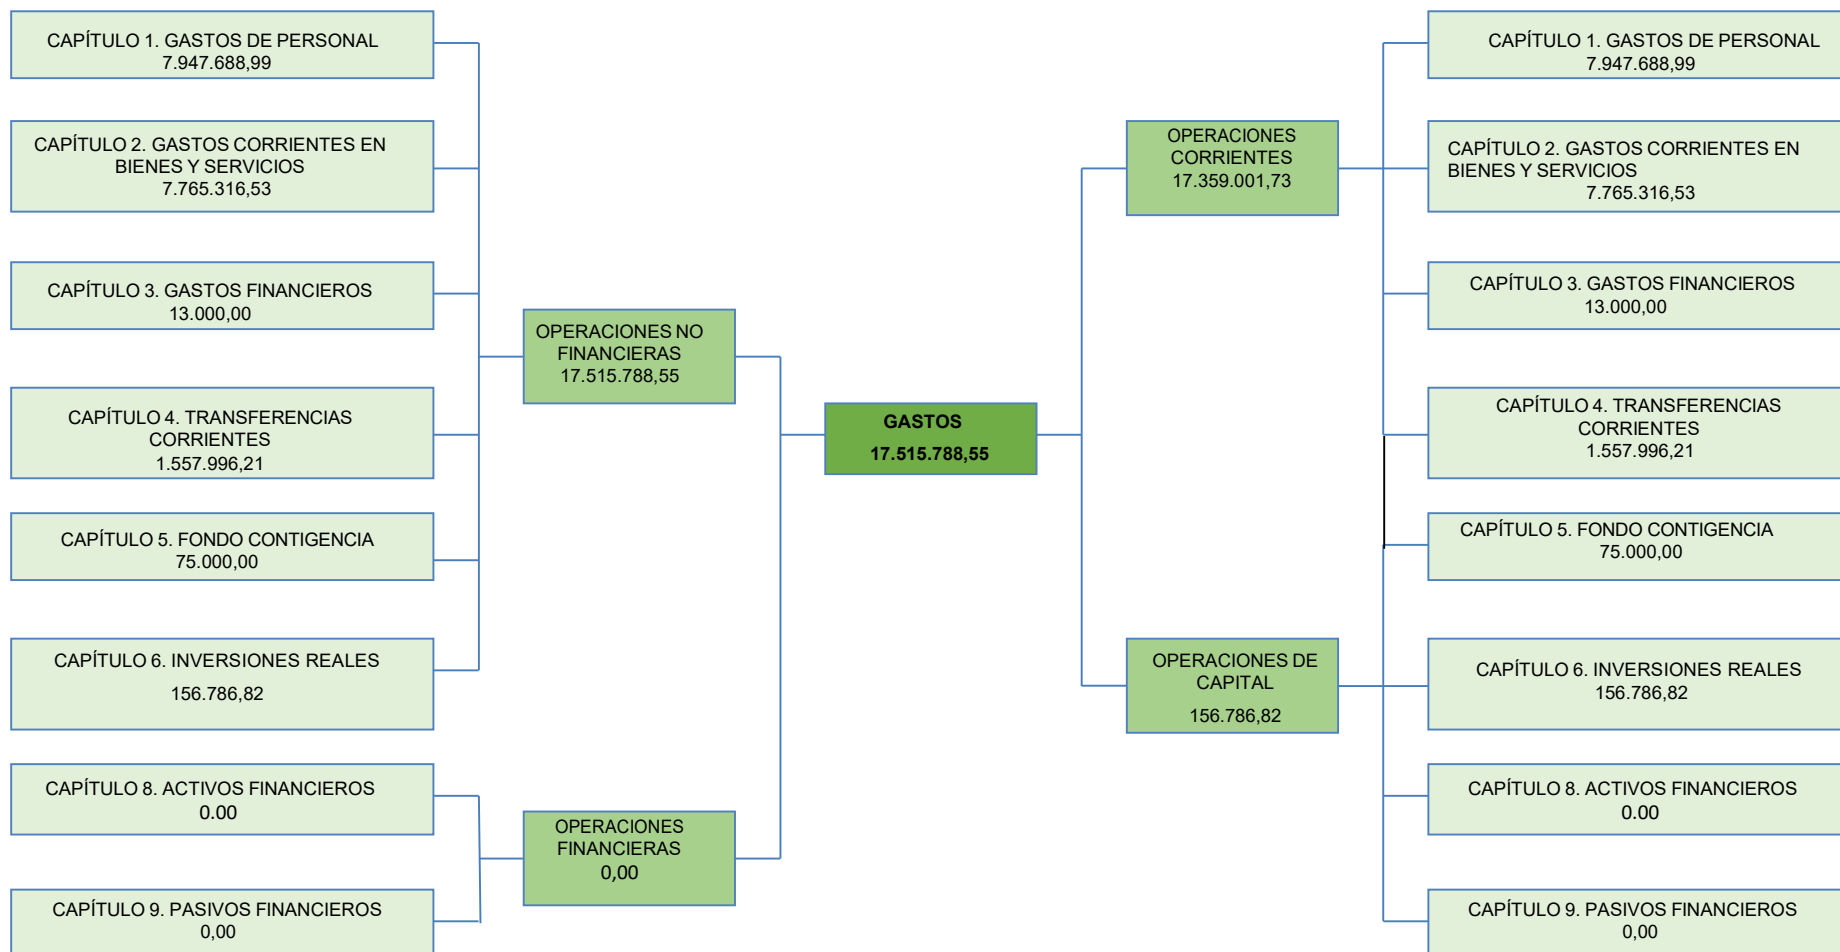 CAPÍTULO 1. GASTOS DE PERSONAL
7.947.688,99
CAPÍTULO 2. GASTOS CORRIENTES EN
BIENES Y SERVICIOS
7.765.316,53
CAPÍTULO 3. GASTOS FINANCIEROS
13.000,00
CAPÍTULO 4. TRANSFERENCIAS
CORRIENTES
1.557.996,21
CAPÍTULO 5. FONDO CONTIGENCIA
75.000,00
CAPÍTULO 6. INVERSIONES REALES
156.786,82
CAPÍTULO 8. ACTIVOS FINANCIEROS
0.00
CAPÍTULO 9. PASIVOS FINANCIEROS
0,00
OPERACIONES NO
FINANCIERAS
17.515.788,55
OPERACIONES
FINANCIERAS
0,00
GASTOS
17.515.788,55
OPERACIONES
CORRIENTES
17.359.001,73
OPERACIONES DE
CAPITAL
156.786,82
CAPÍTULO 1. GASTOS DE PERSONAL
7.947.688,99
CAPÍTULO 2. GASTOS CORRIENTES EN
BIENES Y SERVICIOS
7.765.316,53
CAPÍTULO 3. GASTOS FINANCIEROS
13.000,00
CAPÍTULO 4. TRANSFERENCIAS
CORRIENTES
1.557.996,21
CAPÍTULO 5. FONDO CONTIGENCIA
75.000,00
CAPÍTULO 6. INVERSIONES REALES
156.786,82
CAPÍTULO 8. ACTIVOS FINANCIEROS
0.00
CAPÍTULO 9. PASIVOS FINANCIEROS
0,00